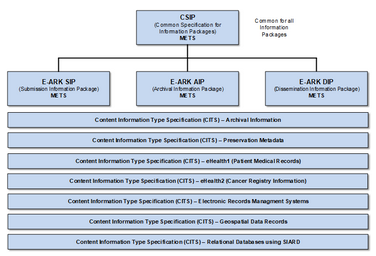 CSIP
(Common Specification for
Information Packages)
METS
Common for all
Information
Packages
E-ARK SIP
(Submission Information Package)
METS
E-ARK AIP
(Archival Information Package)
METS
E-ARK DIP
(Dissemination Information Package)
METS
Content Information Type Specification (CITS) – Archival Information
Content Information Type Specification (CITS) – Preservation Metadata
Content Information Type Specification (CITS) – eHealth1 (Patient Medical Records)
Content Information Type Specification (CITS) – eHealth2 (Cancer Registry Information)
Content Information Type Specification (CITS) – Electronic Records Managment Systems
Content Information Type Specification (CITS) – Geospatial Data Records
Content Information Type Specification (CITS) – Relational Databases using SIARD